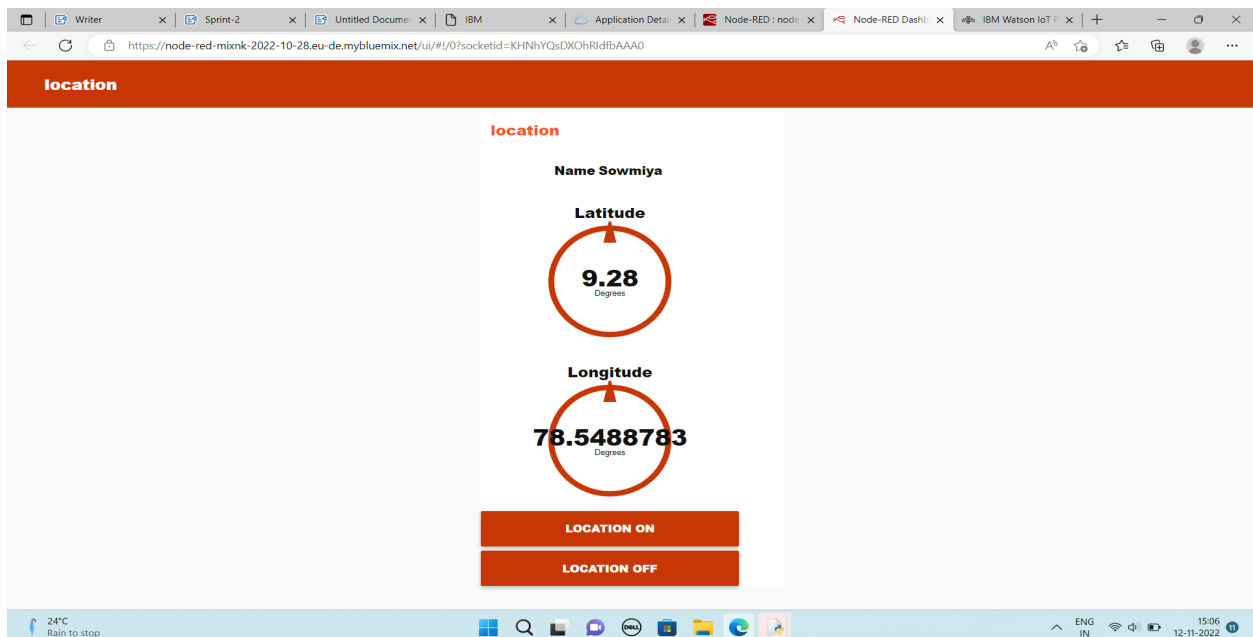 Writer
Sprint-2
Untitled Documen
IBM
Application Detai
Node-RED : node
Node-RED Dashb
IBM Watson IoT P
https://node-red-mixnk-2022-10-28.eu-de.mybluemix.net/ui/#!/0?socketid=KHNhYQsDXOhRIdfbAAA0
location
location
Name Sowmiya
Latitude
9.28
Degrees
Longitude
78.5488783
Degrees
LOCATION ON
LOCATION OFF
24°C
Rain to stop
DELL
ENG
IN
15:06
12-11-2022
11